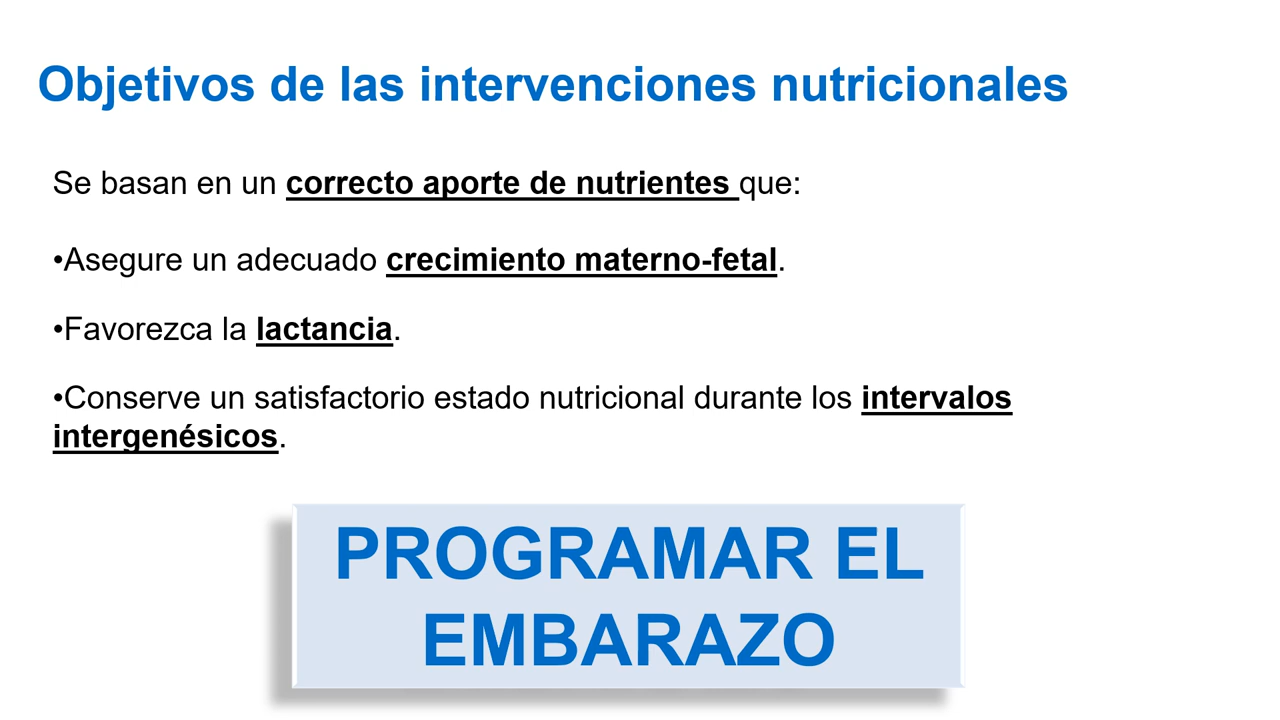 Objetivos de las intervenciones nutricionales
Se basan en un correcto aporte de nutrientes que:
•Asegure un adecuado crecimiento materno-fetal.
•Favorezca la lactancia.
•Conserve un satisfactorio estado nutricional durante los intervalos
intergenésicos.
PROGRAMAR EL
EMBARAZO